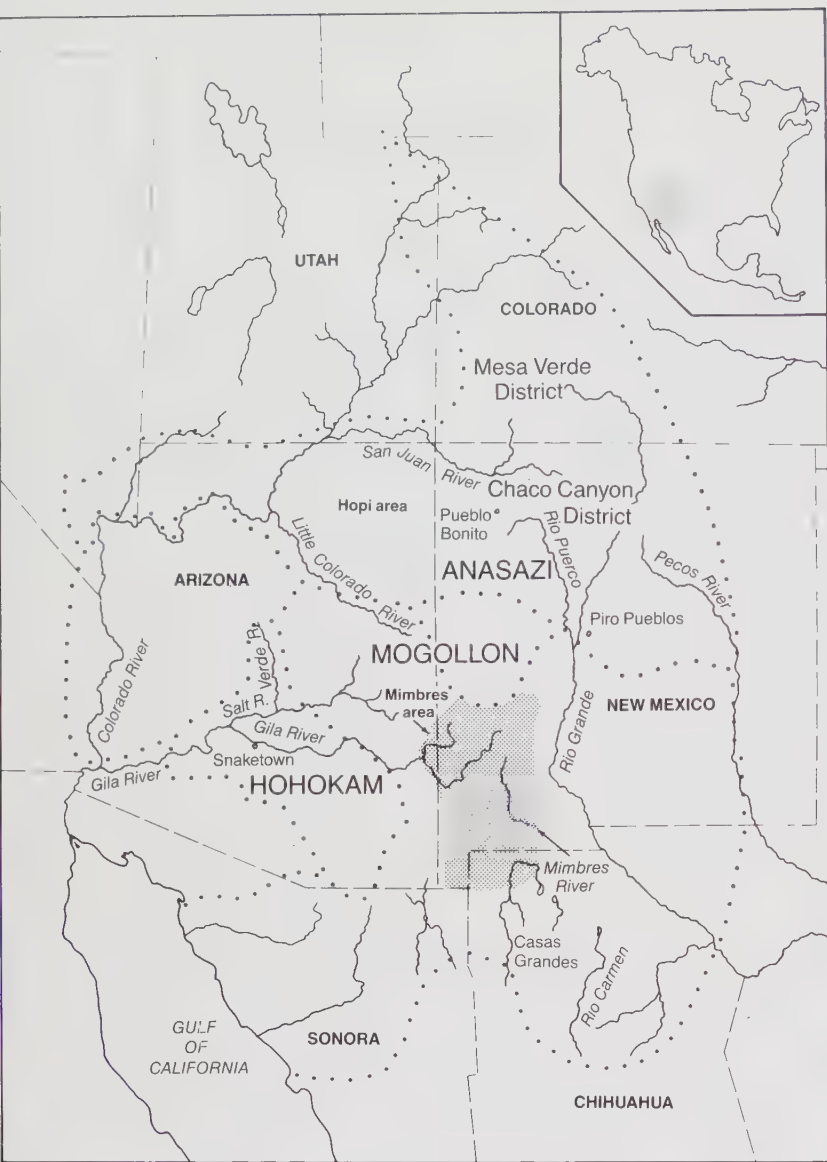 UTAH
COLORADO
Mesa Verde
District
San Juan River
Hopi area
Chaco Canyon
District
Pueblo
Bonito
Rio Puerco
Little Colorado River
ANASAZI
Pecos River
ARIZONA
Piro Pueblos
MOGOLLON
Verde R.
Salt R.
Mimbres
area
NEW MEXICO
Colorado River
Gila River
Rio Grande
Snaketown
Gila River
HOHOKAM
Mimbres
River
Casas
Grandes
Rio Carmen
GULF
OF
CALIFORNIA
SONORA
CHIHUAHUA